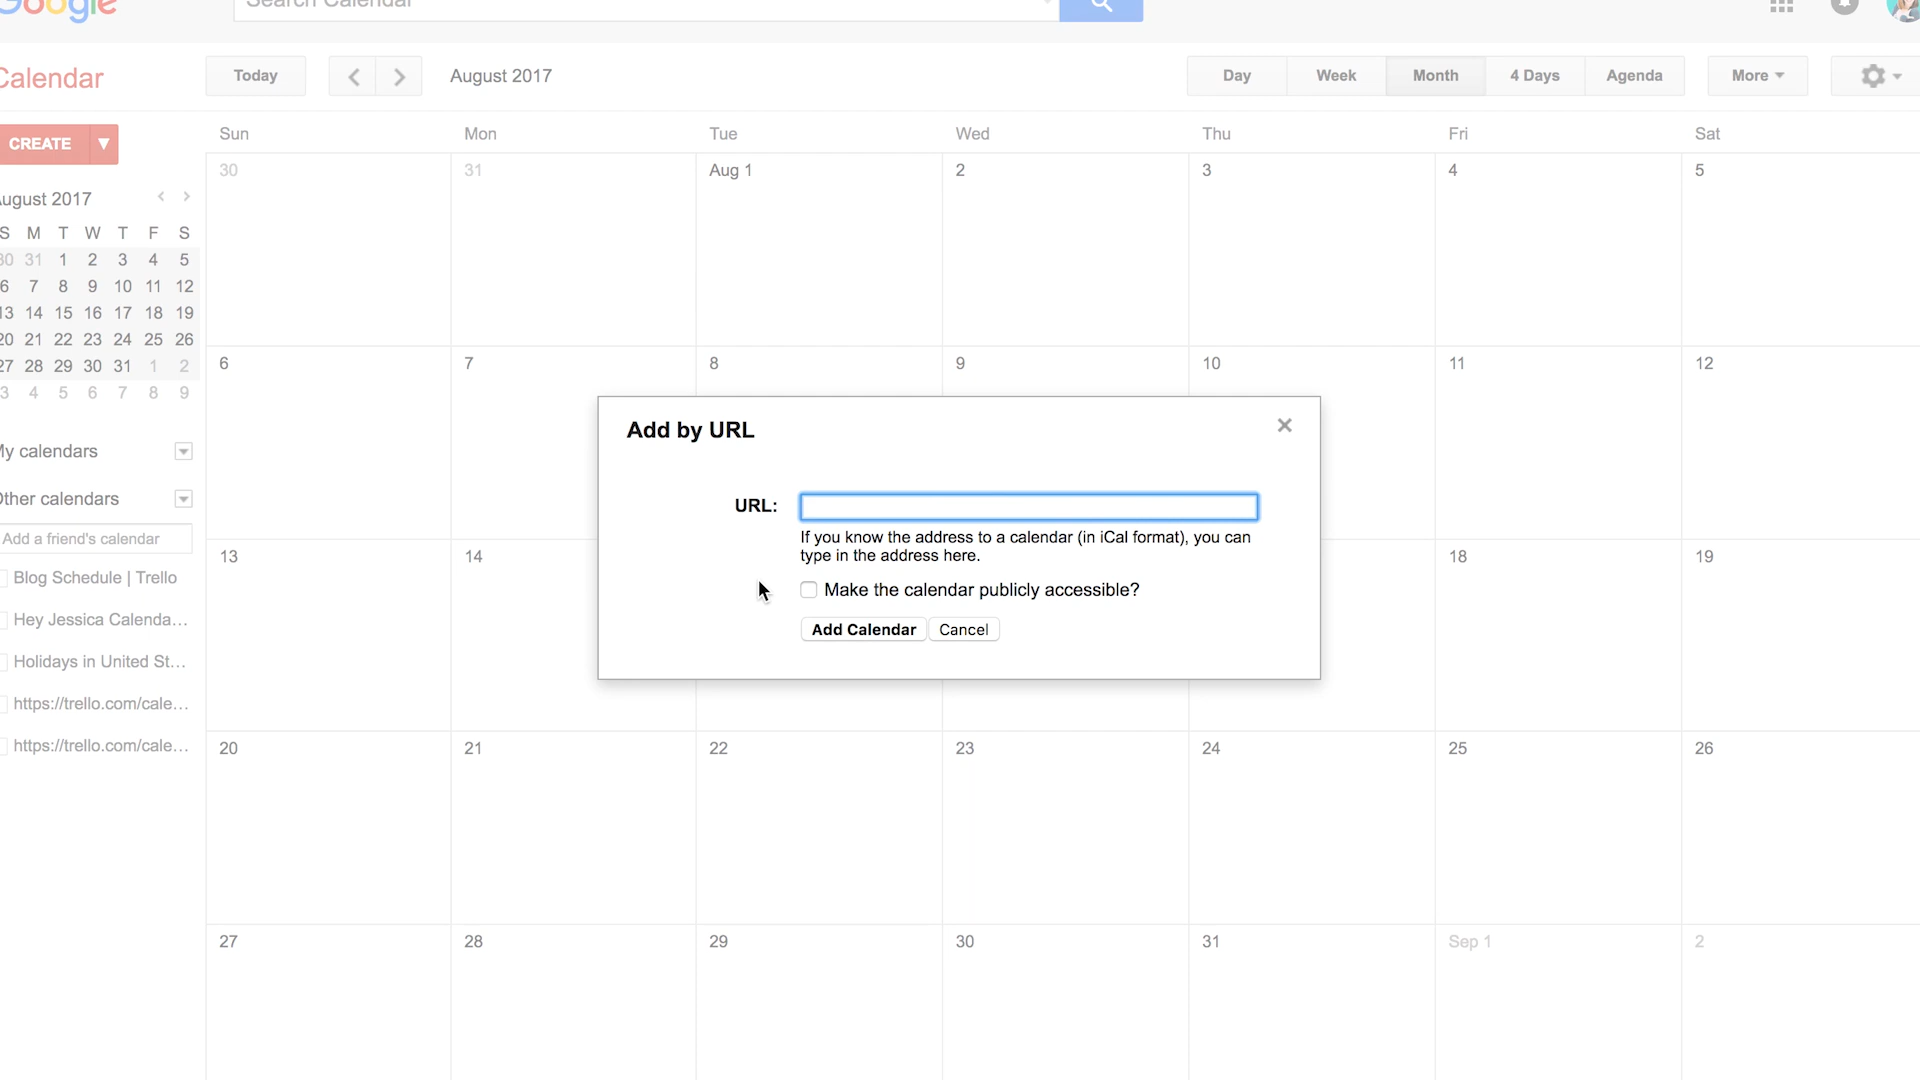 Google
Search Calendar
Calendar
Today
August 2017
Day
Week
Month
4 Days
Agenda
More
CREATE
Sun Mon Tue Wed Thu Fri Sat
30 31 Aug 1 2 3 4 5
August 2017
S M T W T F S
30 31 1 2 3 4 5
6 7 8 9 10 11 12
13 14 15 16 17 18 19
20 21 22 23 24 25 26
27 28 29 30 31 1 2
3 4 5 6 7 8 9
My calendars
Other calendars
Add a friend's calendar
Blog Schedule | Trello
Hey Jessica Calenda...
Holidays in United St...
https://trello.com/cale...
https://trello.com/cale...
6 7 8 9 10 11 12
Add by URL
URL:
If you know the address to a calendar (in iCal format), you can
type in the address here.
Make the calendar publicly accessible?
Add Calendar
Cancel
13 14 18 19
20 21 22 23 24 25 26
27 28 29 30 31 Sep 1 2